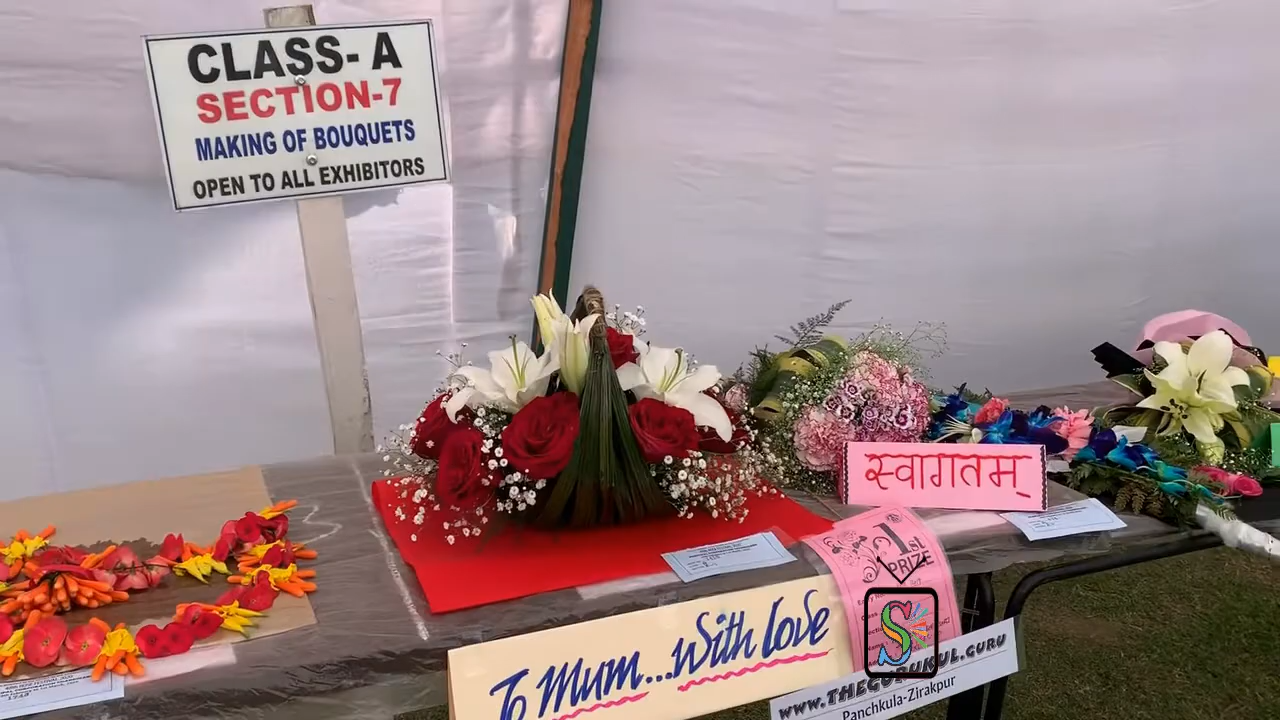 CLASS- A
SECTION-7
MAKING OF BOUQUETS
OPEN TO ALL EXHIBITORS
स्वागतम्
1st
PRIZE
To Mum...With love
www.THEGURUKUL.GURU
Panchkula-Zirakpur
S